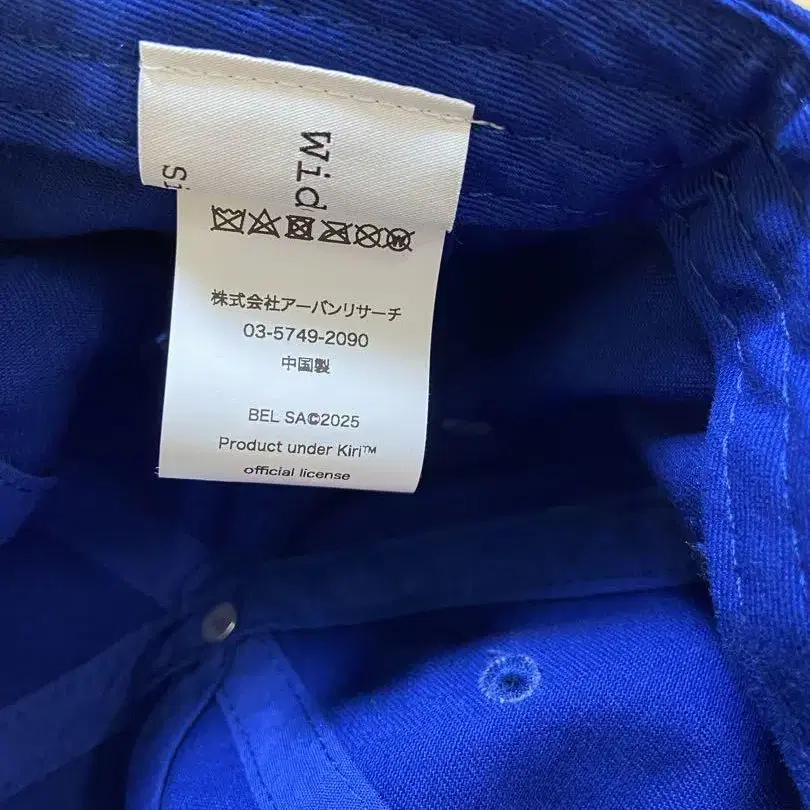 Wid
Si
株式会社アーバンリサーチ
03-5749-2090
中国製
BEL SA©2025
Product under Kiri™
official license